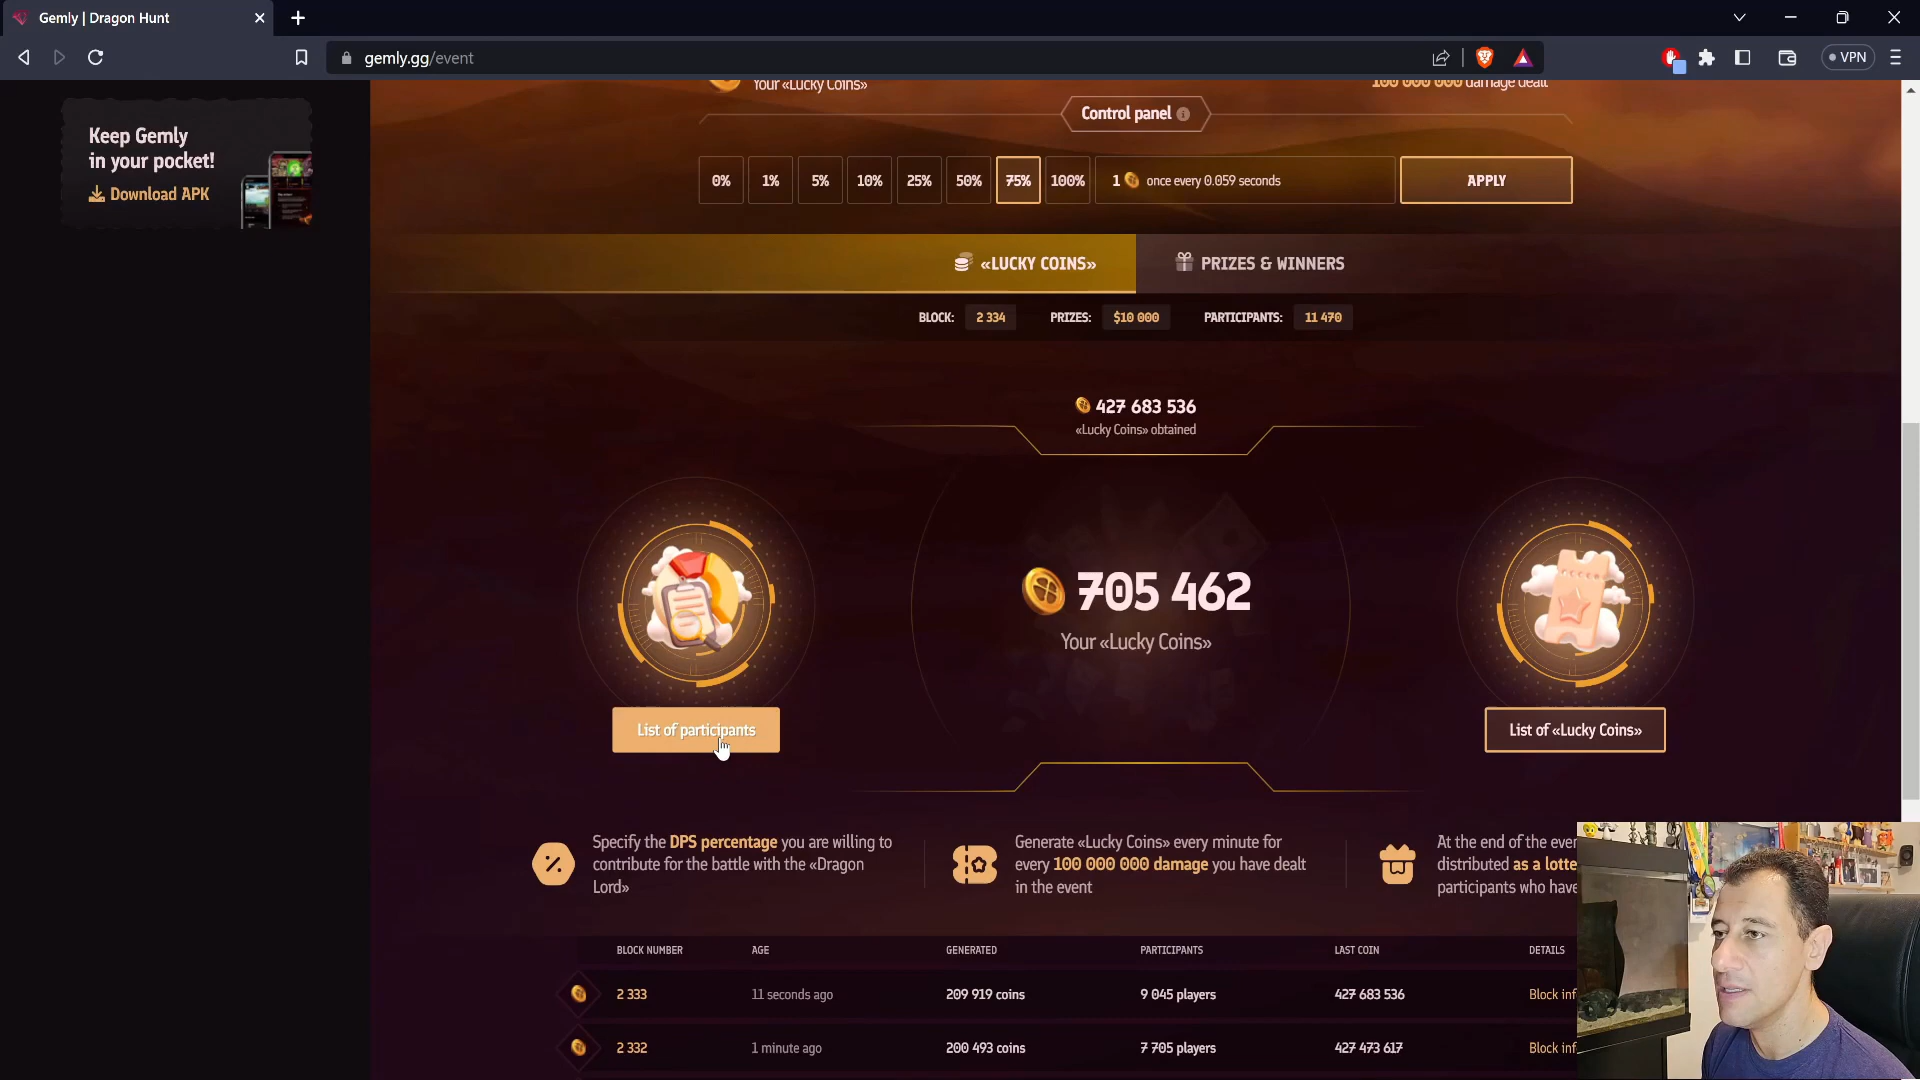 Gemly | Dragon Hunt
gemly.gg/event
VPN
Keep Gemly
in your pocket!
Download APK
Your «Lucky Coins»
100 000 000 damage dealt
Control panel
0% 1% 5% 10% 25% 50% 75% 100% 1 once every 0.059 seconds APPLY
«LUCKY COINS» PRIZES & WINNERS
BLOCK: 2 334 PRIZES: $10 000 PARTICIPANTS: 11 470
427 683 536
«Lucky Coins» obtained
705 462
Your «Lucky Coins»
List of participants
List of «Lucky Coins»
Specify the DPS percentage you are willing to
contribute for the battle with the «Dragon
Lord»
Generate «Lucky Coins» every minute for
every 100 000 000 damage you have dealt
in the event
At the end of the eve
distributed as a lotte
participants who have
BLOCK NUMBER AGE GENERATED PARTICIPANTS LAST COIN DETAILS
2 333 11 seconds ago 209 919 coins 9 045 players 427 683 536 Block inf
2 332 1 minute ago 200 493 coins 7 705 players 427 473 617 Block inf